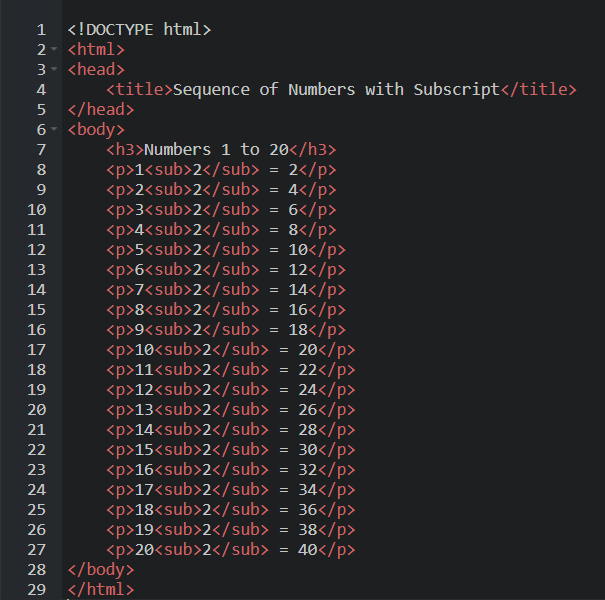 1 <!DOCTYPE html>
2 <html>
3 <head>
4     <title>Sequence of Numbers with Subscript</title>
5 </head>
6 <body>
7     <h3>Numbers 1 to 20</h3>
8     <p>1<sub>2</sub> = 2</p>
9     <p>2<sub>2</sub> = 4</p>
10     <p>3<sub>2</sub> = 6</p>
11     <p>4<sub>2</sub> = 8</p>
12     <p>5<sub>2</sub> = 10</p>
13     <p>6<sub>2</sub> = 12</p>
14     <p>7<sub>2</sub> = 14</p>
15     <p>8<sub>2</sub> = 16</p>
16     <p>9<sub>2</sub> = 18</p>
17     <p>10<sub>2</sub> = 20</p>
18     <p>11<sub>2</sub> = 22</p>
19     <p>12<sub>2</sub> = 24</p>
20     <p>13<sub>2</sub> = 26</p>
21     <p>14<sub>2</sub> = 28</p>
22     <p>15<sub>2</sub> = 30</p>
23     <p>16<sub>2</sub> = 32</p>
24     <p>17<sub>2</sub> = 34</p>
25     <p>18<sub>2</sub> = 36</p>
26     <p>19<sub>2</sub> = 38</p>
27     <p>20<sub>2</sub> = 40</p>
28 </body>
29 </html>